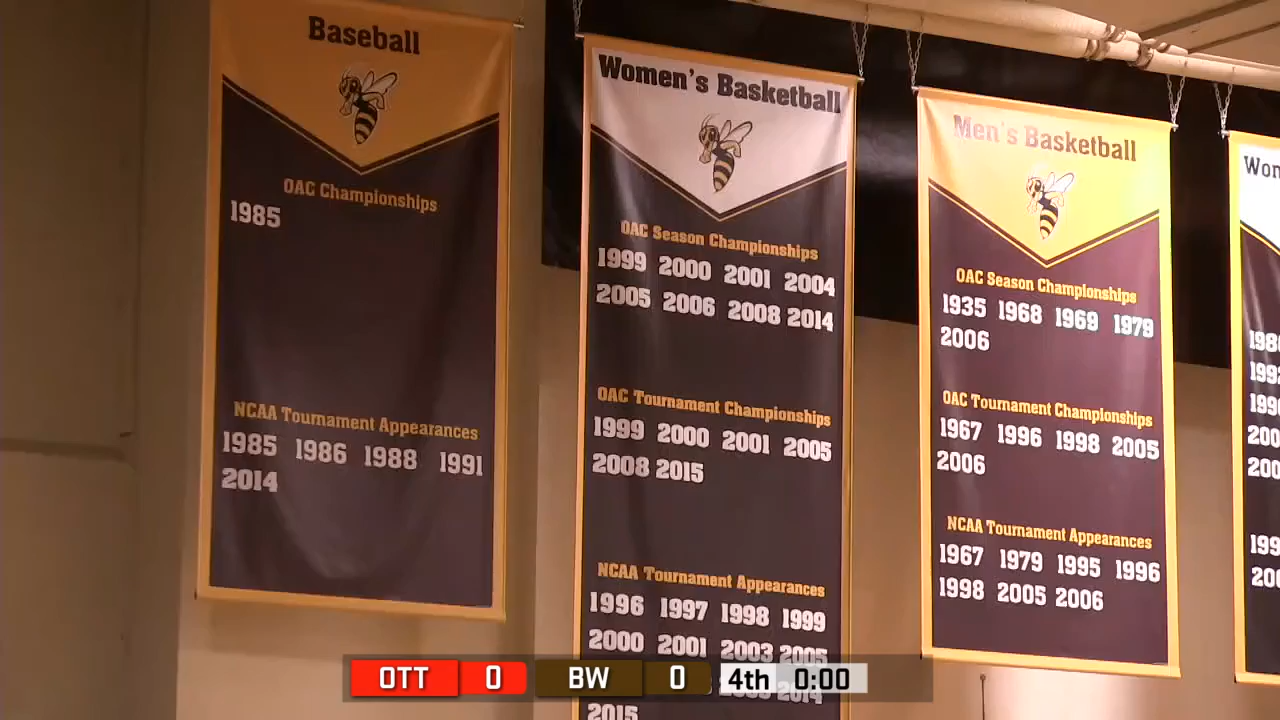 Baseball
OAC Championships
1985
NCAA Tournament Appearances
1985 1986 1988 1991
2014
Women's Basketball
OAC Season Championships
1999 2000 2001 2004
2005 2006 2008 2014
OAC Tournament Championships
1999 2000 2001 2005
2008 2015
NCAA Tournament Appearances
1996 1997 1998 1999
2000 2001 2003 2005
2014
2015
Men's Basketball
OAC Season Championships
1935 1968 1969 1979
2006
OAC Tournament Championships
1967 1996 1998 2005
2006
NCAA Tournament Appearances
1967 1979 1995 1996
1998 2005 2006
OTT 0 BW 0 4th 0:00